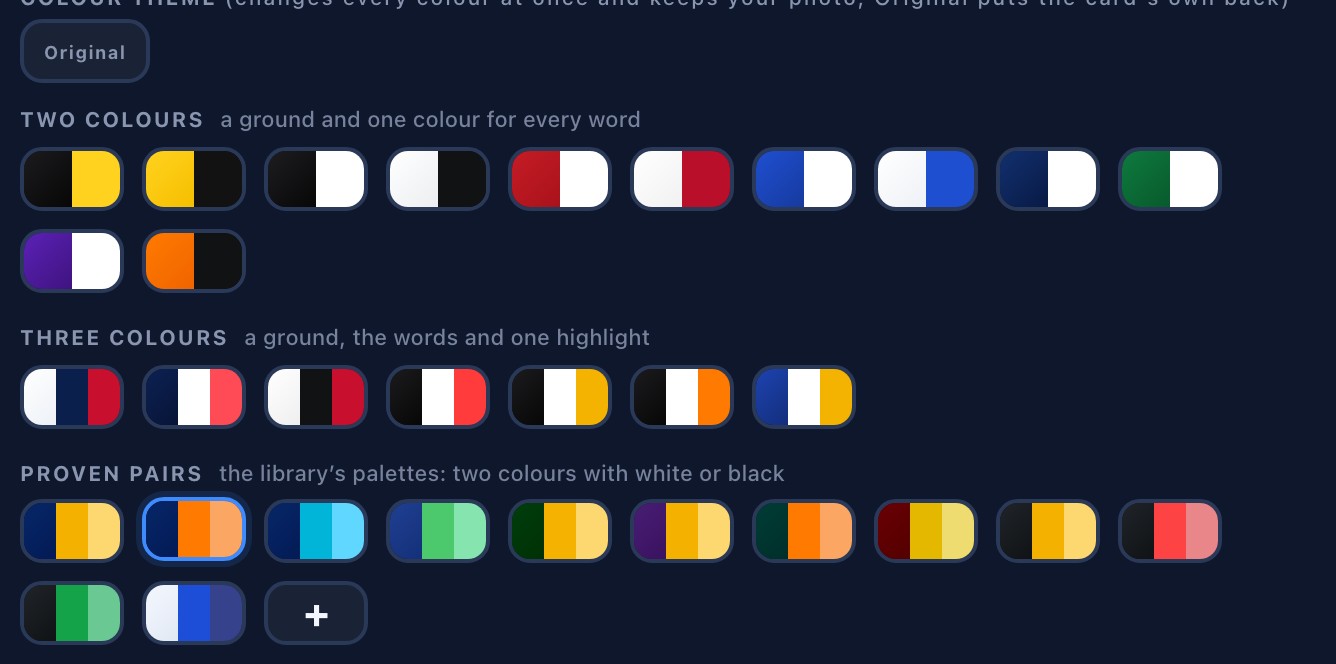 COLOUR THEME (changes every colour at once and keeps your photo; Original puts the card's own back)
Original
TWO COLOURS a ground and one colour for every word
THREE COLOURS a ground, the words and one highlight
PROVEN PAIRS the library’s palettes: two colours with white or black
+